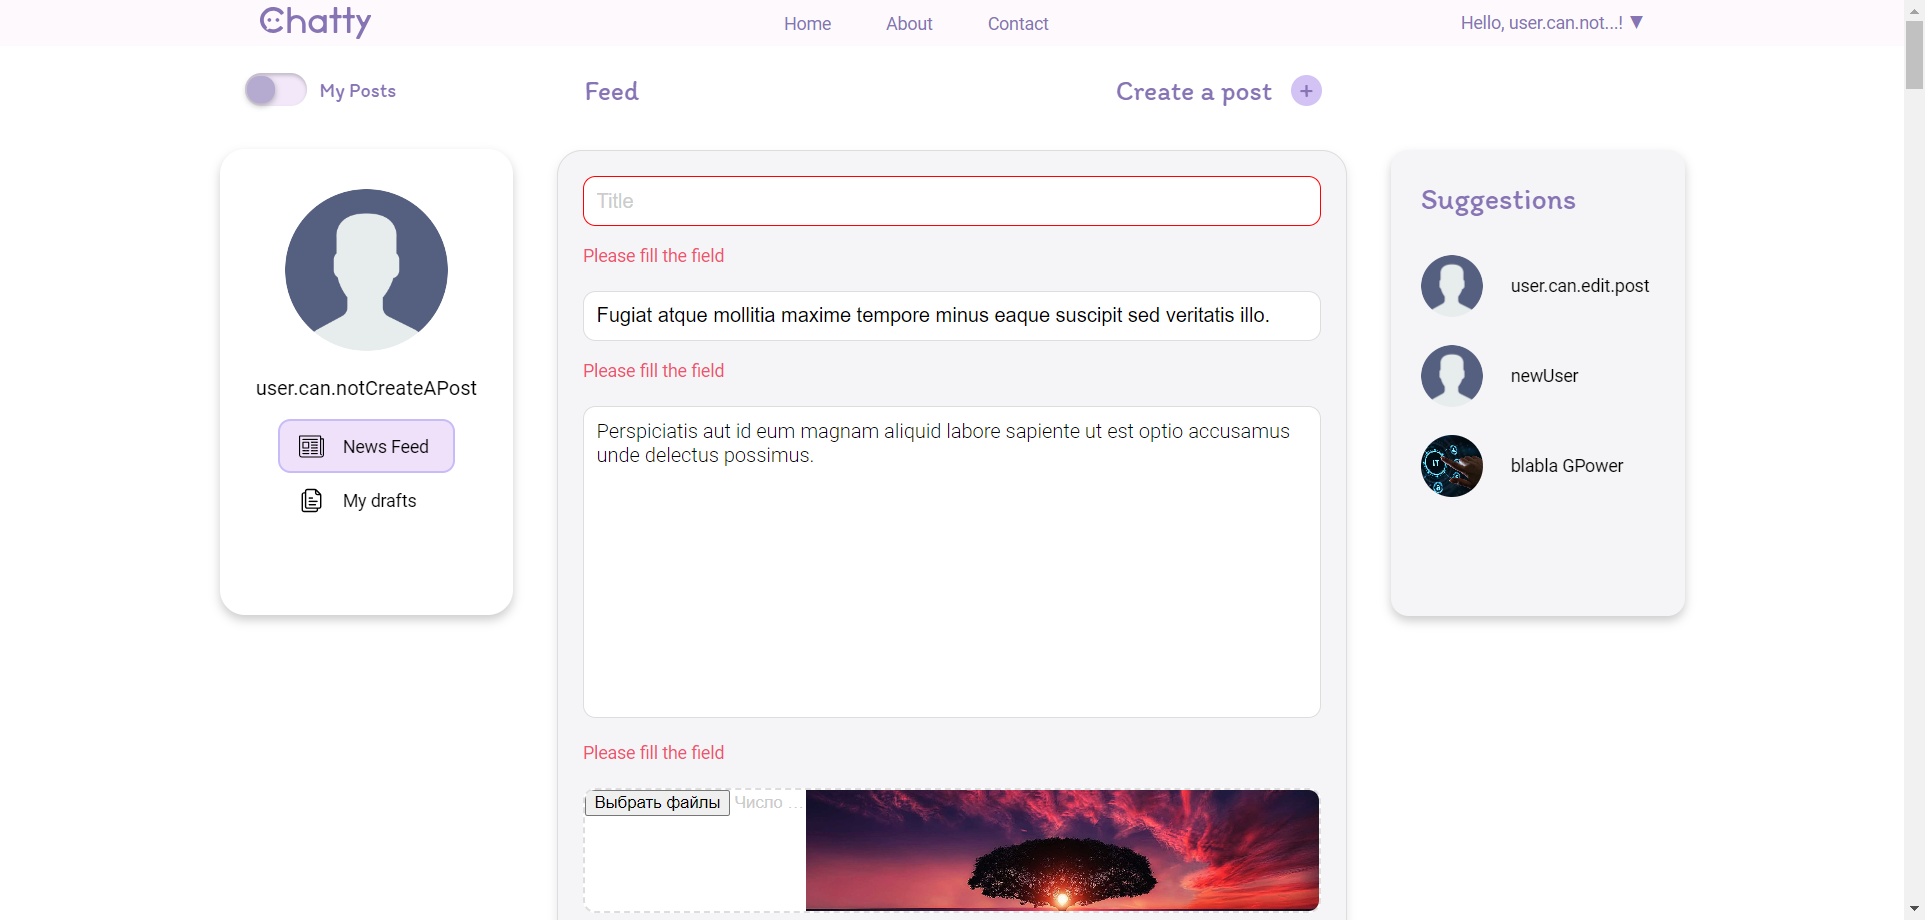 Chatty
Home
About
Contact
Hello, user.can.not...! ▼
My Posts
Feed
Create a post +
Title
Please fill the field
Fugiat atque mollitia maxime tempore minus eaque suscipit sed veritatis illo.
Please fill the field
Perspiciatis aut id eum magnam aliquid labore sapiente ut est optio accusamus
unde delectus possimus.
Please fill the field
Выбрать файлы Число ...
user.can.notCreateAPost
News Feed
My drafts
Suggestions
user.can.edit.post
newUser
IT
blabla GPower